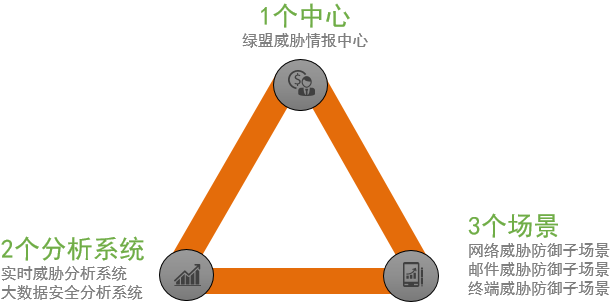 1个中心
绿盟威胁情报中心
2个分析系统
实时威胁分析系统
大数据安全分析系统
3个场景
网络威胁防御子场景
邮件威胁防御子场景
终端威胁防御子场景